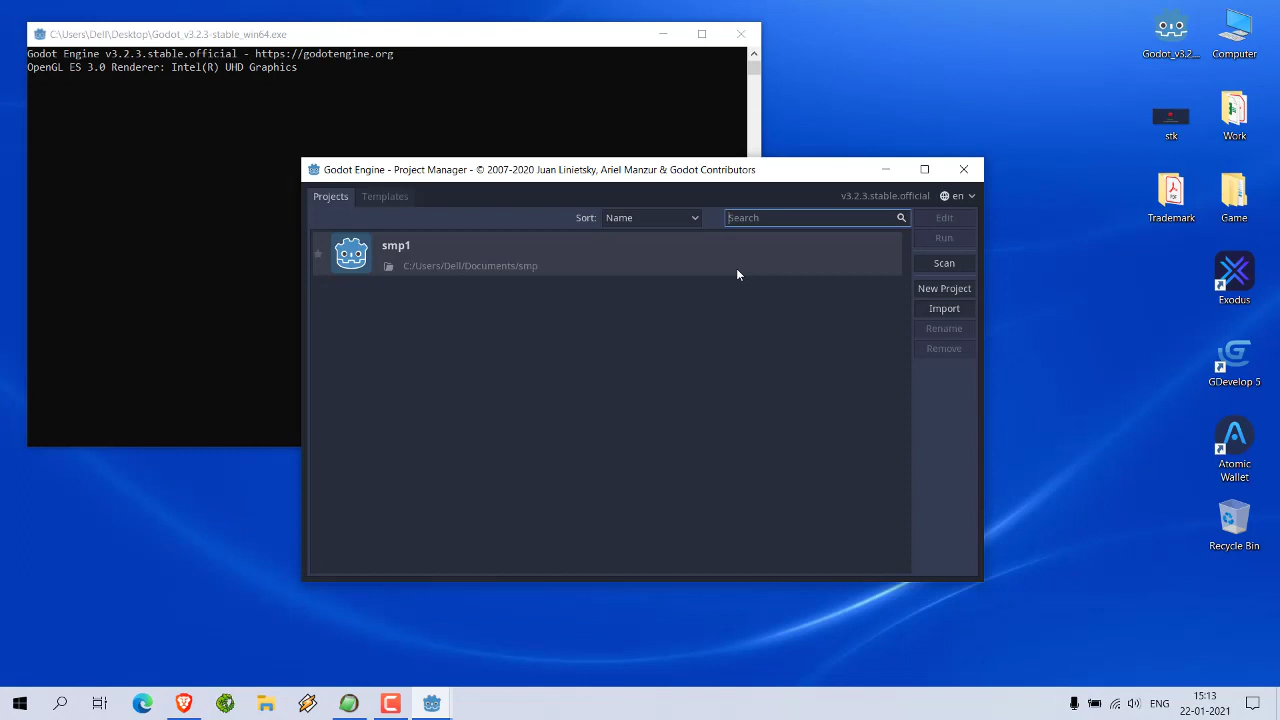 C:\Users\Dell\Desktop\Godot_v3.2.3-stable_win64.exe
Godot Engine v3.2.3.stable.official - https://godotengine.org
OpenGL ES 3.0 Renderer: Intel(R) UHD Graphics
Godot Engine - Project Manager - © 2007-2020 Juan Linietsky, Ariel Manzur & Godot Contributors
Projects
Templates
v3.2.3.stable.official
en
Sort:
Name
Search
Edit
Run
Scan
New Project
Import
Rename
Remove
smp1
C:/Users/Dell/Documents/smp
Godot_v3.2...
Computer
stk
Work
Trademark
Game
Exodus
GDevelop 5
Atomic
Wallet
Recycle Bin
ENG
15:13
22-01-2021